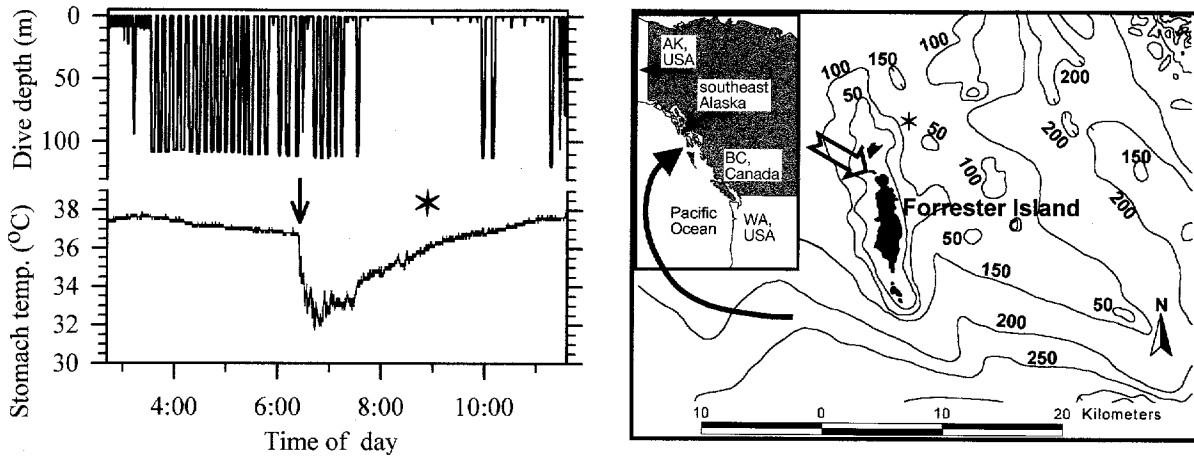 Dive depth (m)
0
50
100
Stomach temp. (ºC)
38
36
34
32
30
4:00
6:00
8:00
10:00
Time of day
AK,
USA
southeast
Alaska
BC,
Canada
Pacific
Ocean
WA,
USA
100
150
100
50
50
200
200
150
100
200
Forrester Island
50
150
50
200
250
N
10
0
10
20
Kilometers